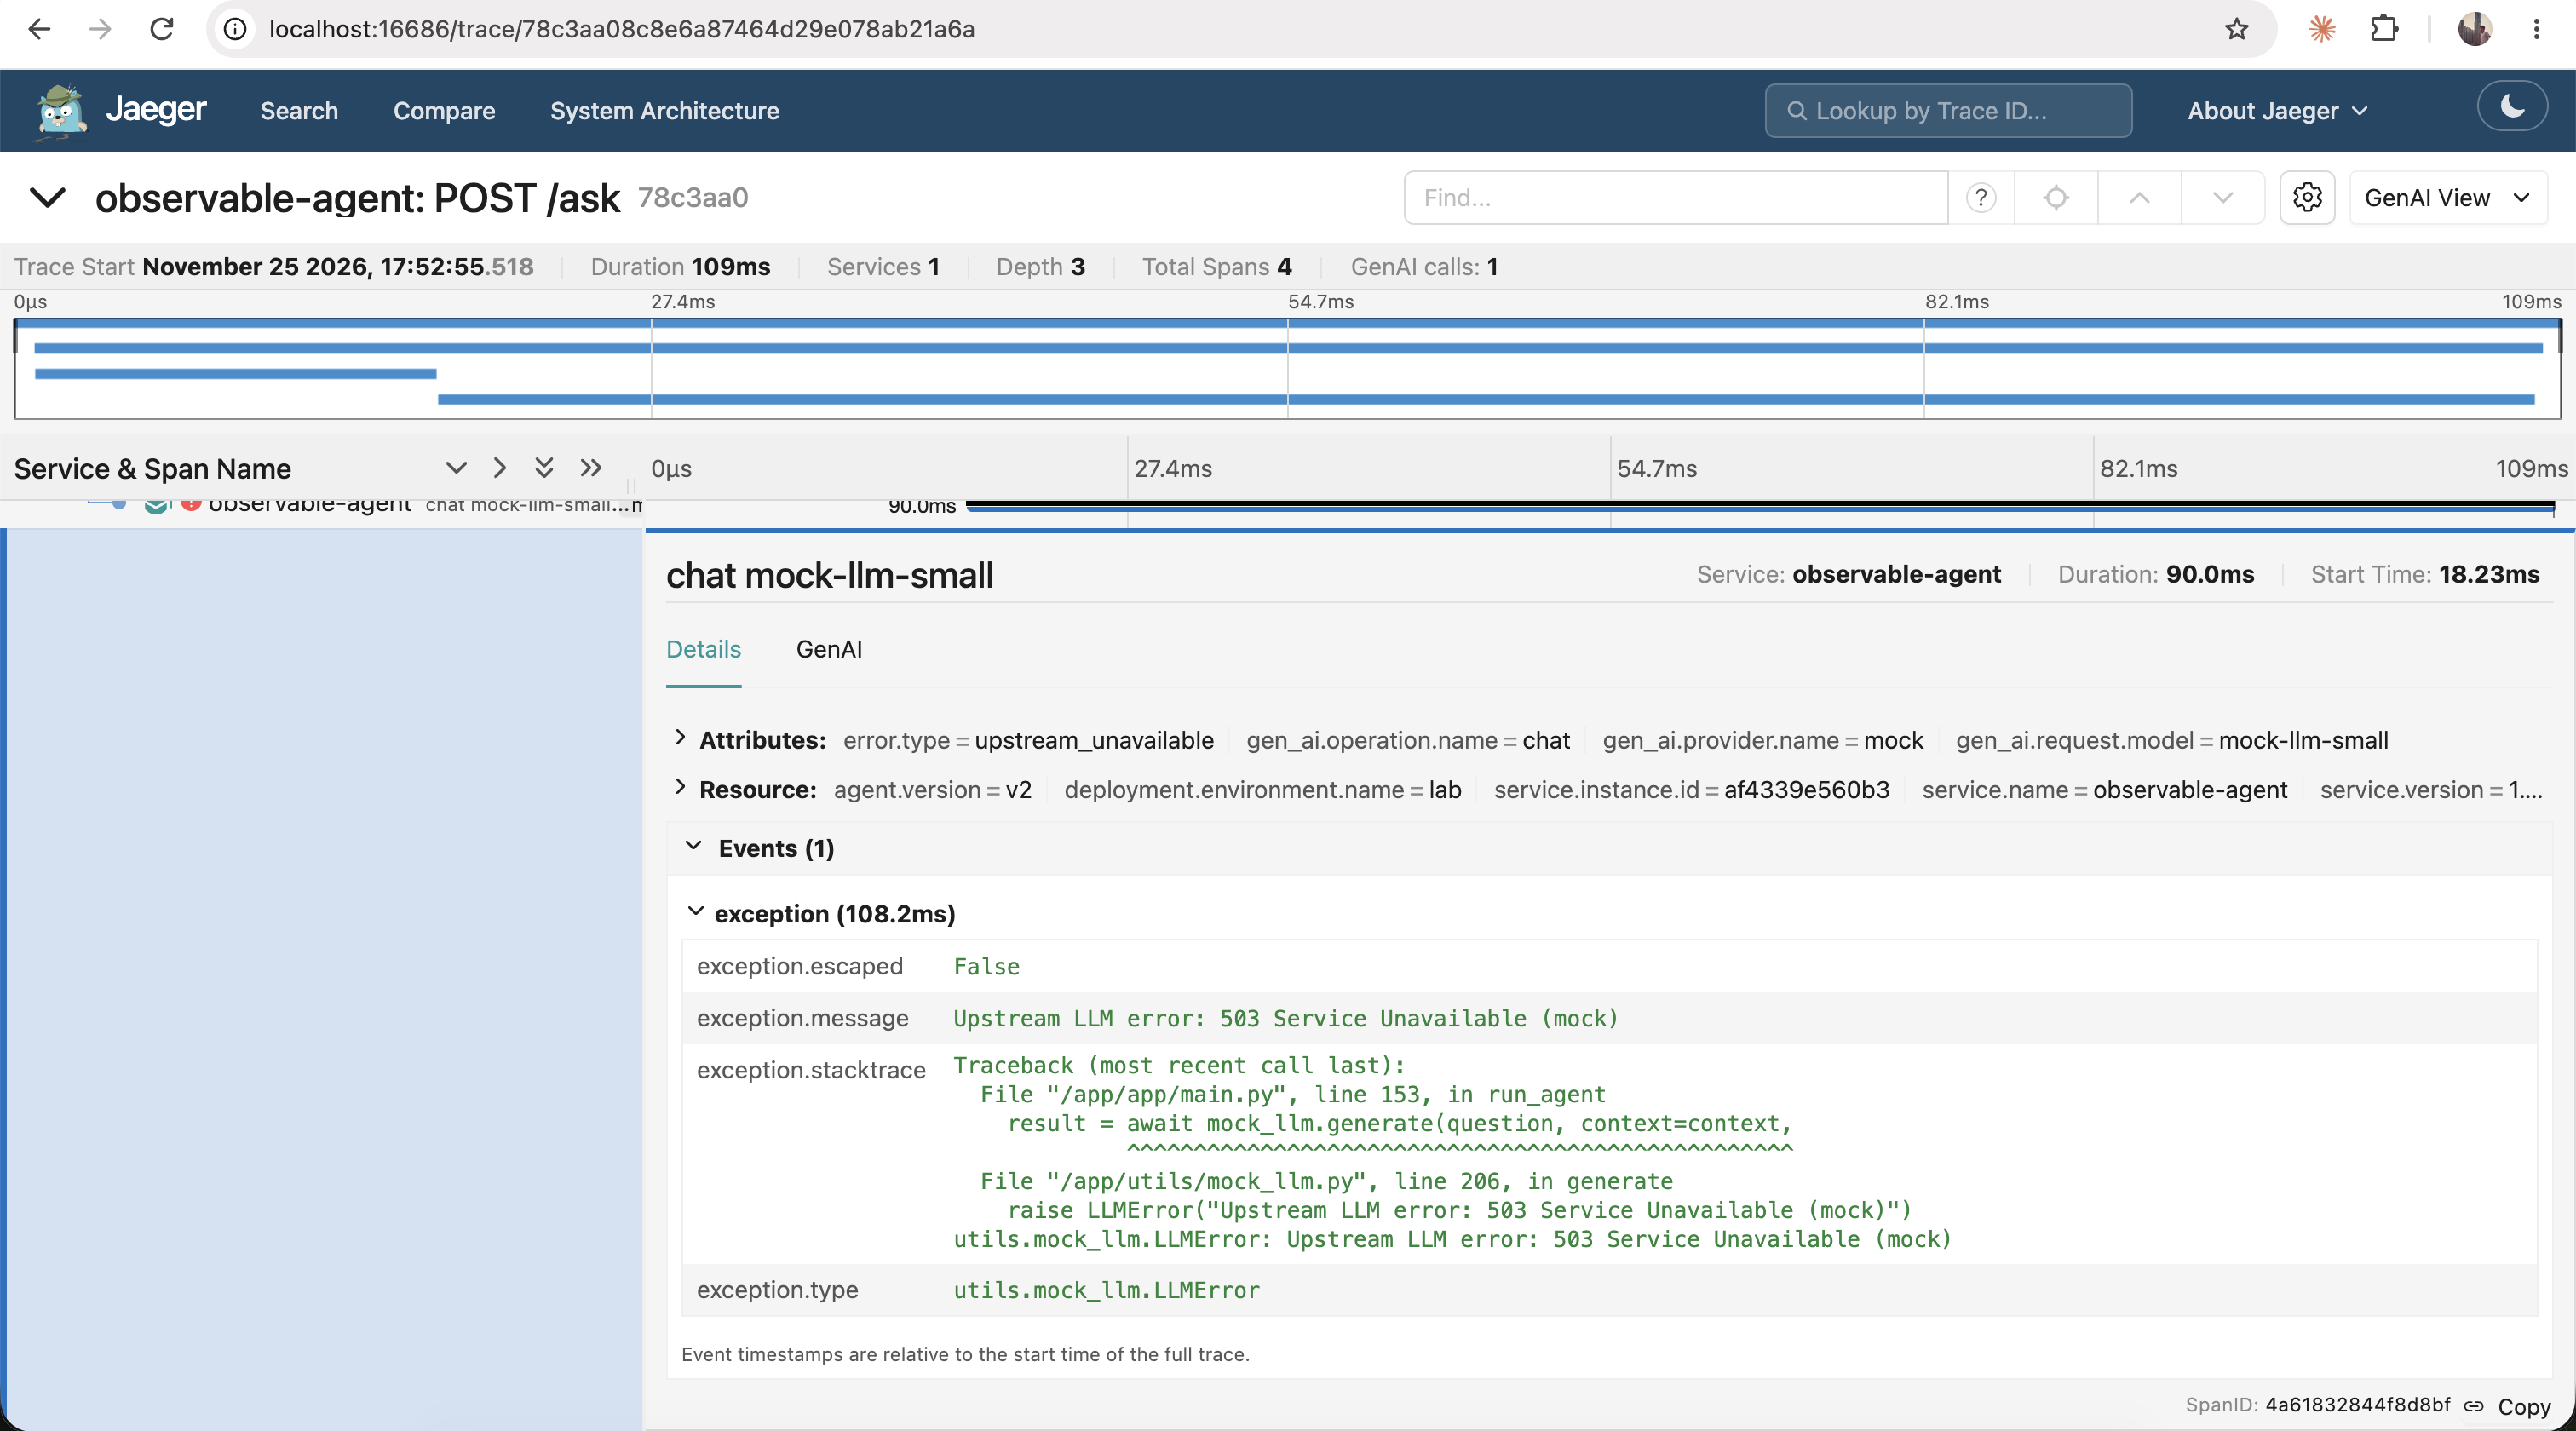 localhost:16686/trace/78c3aa08c8e6a87464d29e078ab21a6a
Jaeger Search Compare System Architecture Lookup by Trace ID... About Jaeger
observable-agent: POST /ask 78c3aa0 Find... GenAI View
Trace Start November 25 2026, 17:52:55.518 Duration 109ms Services 1 Depth 3 Total Spans 4 GenAI calls: 1
0μs 27.4ms 54.7ms 82.1ms 109ms
Service & Span Name 0μs 27.4ms 54.7ms 82.1ms 109ms
observable-agent chat mock-llm-small... 90.0ms
chat mock-llm-small Service: observable-agent Duration: 90.0ms Start Time: 18.23ms
Details GenAI
Attributes: error.type = upstream_unavailable gen_ai.operation.name = chat gen_ai.provider.name = mock gen_ai.request.model = mock-llm-small
Resource: agent.version = v2 deployment.environment.name = lab service.instance.id = af4339e560b3 service.name = observable-agent service.version = 1....
Events (1)
exception (108.2ms)
exception.escaped False
exception.message Upstream LLM error: 503 Service Unavailable (mock)
exception.stacktrace Traceback (most recent call last):
File "/app/app/main.py", line 153, in run_agent
result = await mock_llm.generate(question, context=context,
^^^^^^^^^^^^^^^^^^^^^^^^^^^^^^^^^^^^^^^^^^^^^^^^^^
File "/app/utils/mock_llm.py", line 206, in generate
raise LLMError("Upstream LLM error: 503 Service Unavailable (mock)")
utils.mock_llm.LLMError: Upstream LLM error: 503 Service Unavailable (mock)
exception.type utils.mock_llm.LLMError
Event timestamps are relative to the start time of the full trace.
SpanID: 4a61832844f8d8bf Copy